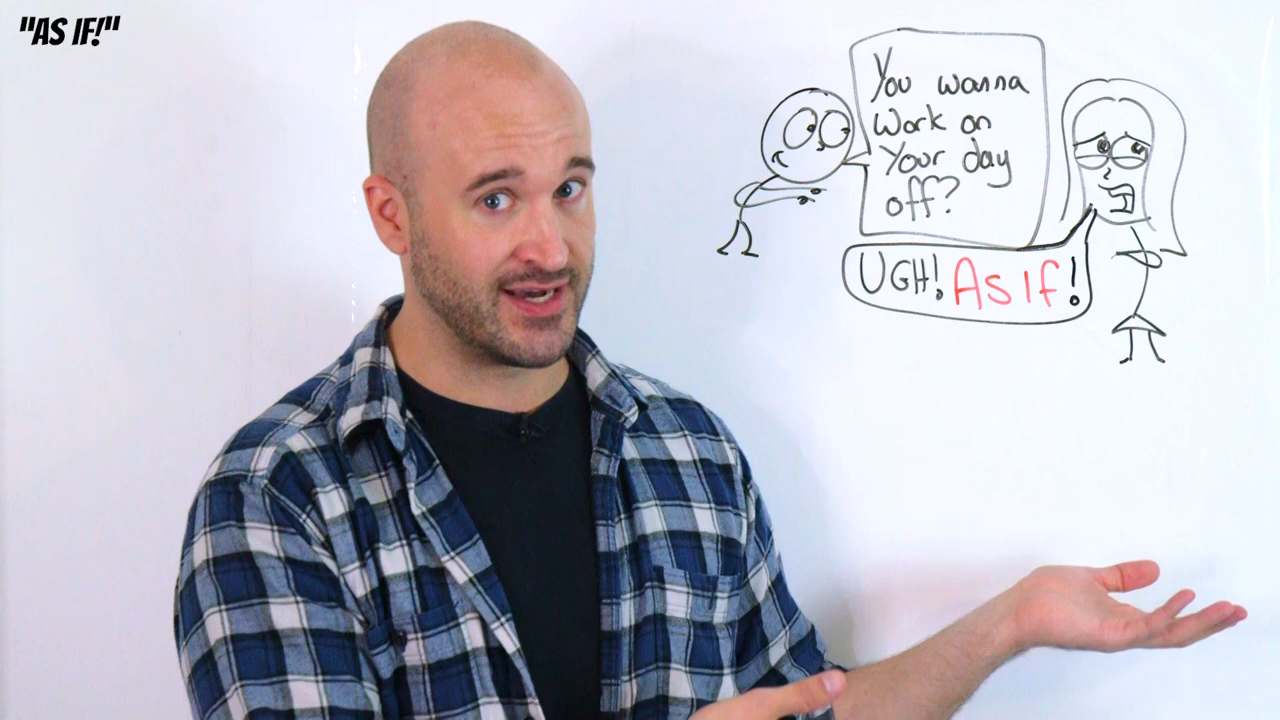 "AS IF!"
You wanna
Work on
Your day
off?
UGH! As If!